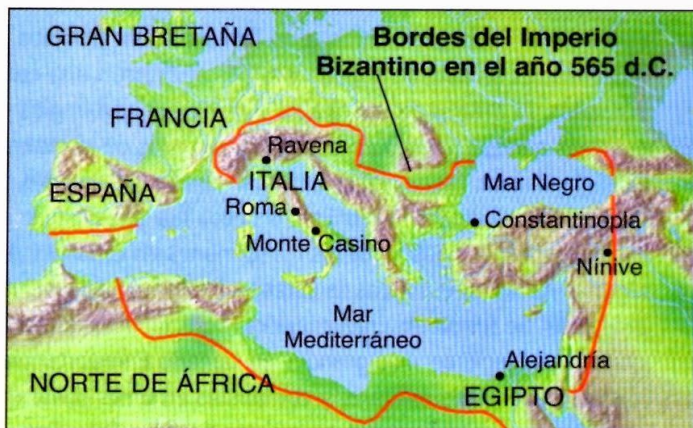 GRAN BRETAÑA
Bordes del Imperio
Bizantino en el año 565 d.C.
FRANCIA
Ravena
ESPAÑA
ITALIA
Mar Negro
Roma
Constantinopla
Monte Casino
Nínive
Mar
Mediterráneo
Alejandría
NORTE DE ÁFRICA
EGIPTO